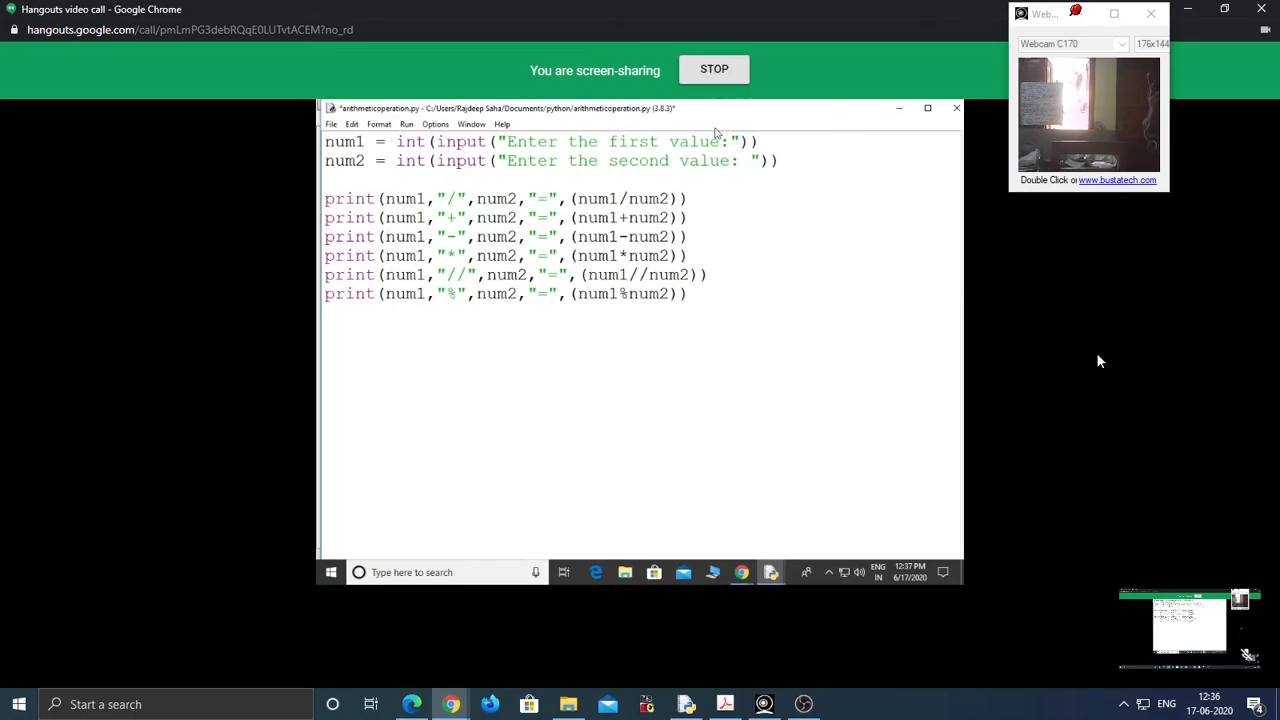 Hangouts video call - Google Chrome
hangouts.google.com/call/pmLmPG3debRQqE0LUTvtACEM?no_rd
You are screen-sharing STOP
Web...
Webcam C170 176x144
Double Click or www.bustatech.com
*arithmeticoperation.py - C:/Users/Rajdeep Saha/Documents/python/arithmeticoperation.py (3.8.3)*
File Edit Format Run Options Window Help
num1 = int(input("Enter the first value:"))
num2 = int(input("Enter the second value: "))
print(num1,"/",num2,"=",(num1/num2))
print(num1,"+",num2,"=",(num1+num2))
print(num1,"-",num2,"=",(num1-num2))
print(num1,"*",num2,"=",(num1*num2))
print(num1,"//",num2,"=",(num1//num2))
print(num1,"%",num2,"=",(num1%num2))
Type here to search
ENG
IN
12:37 PM
6/17/2020
Start a search
ENG
12:36
17-06-2020
4